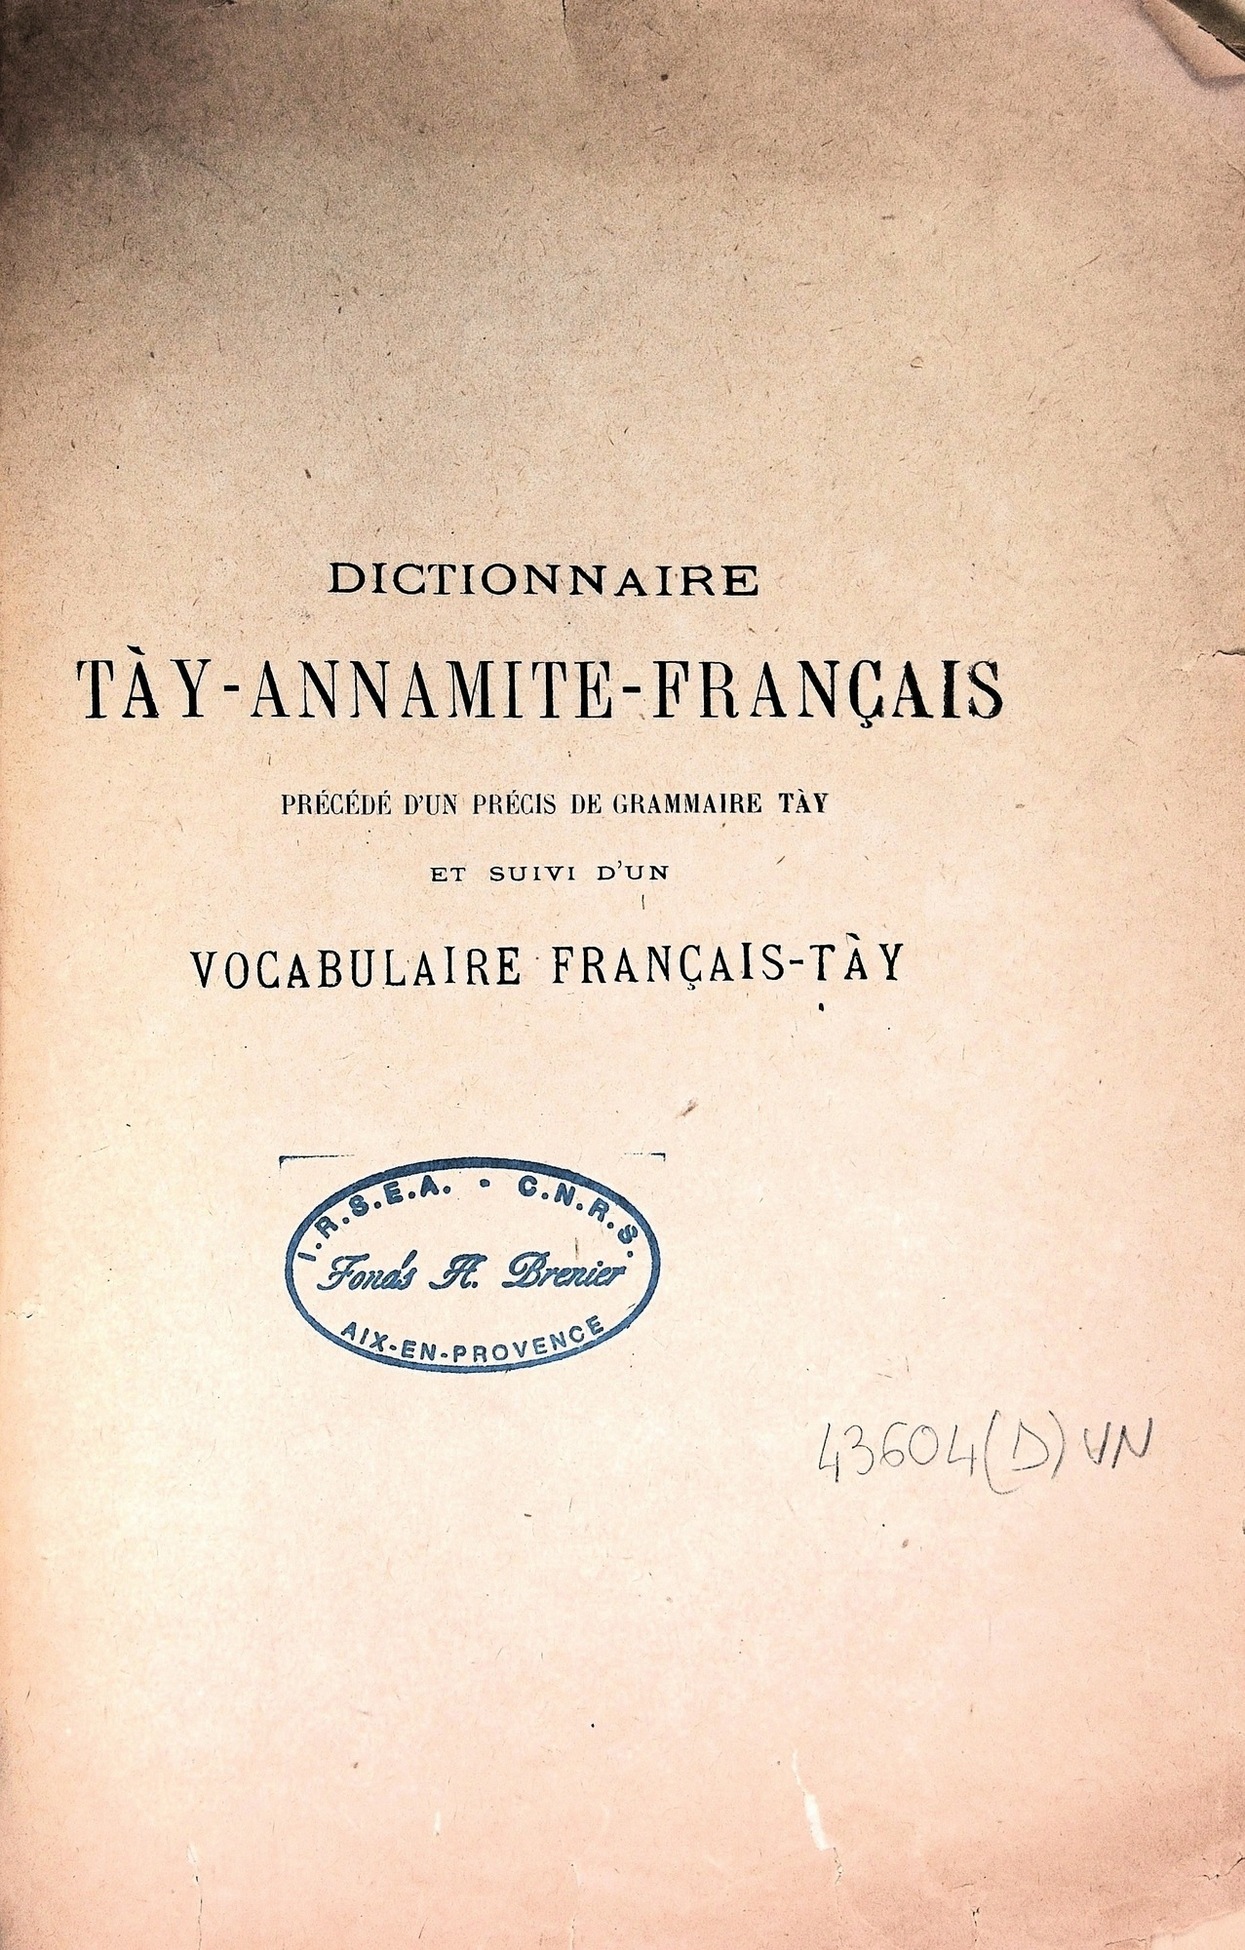 DICTIONNAIRE
TÀY-ANNAMITE-FRANÇAIS
PRÉCÉDÉ D'UN PRÉCIS DE GRAMMAIRE TÀY
ET SUIVI D'UN
VOCABULAIRE FRANÇAIS-TÀY
I.R.S.E.A. - C.N.R.S.
Fonds A. Brenier
AIX-EN-PROVENCE
43604(D) VN